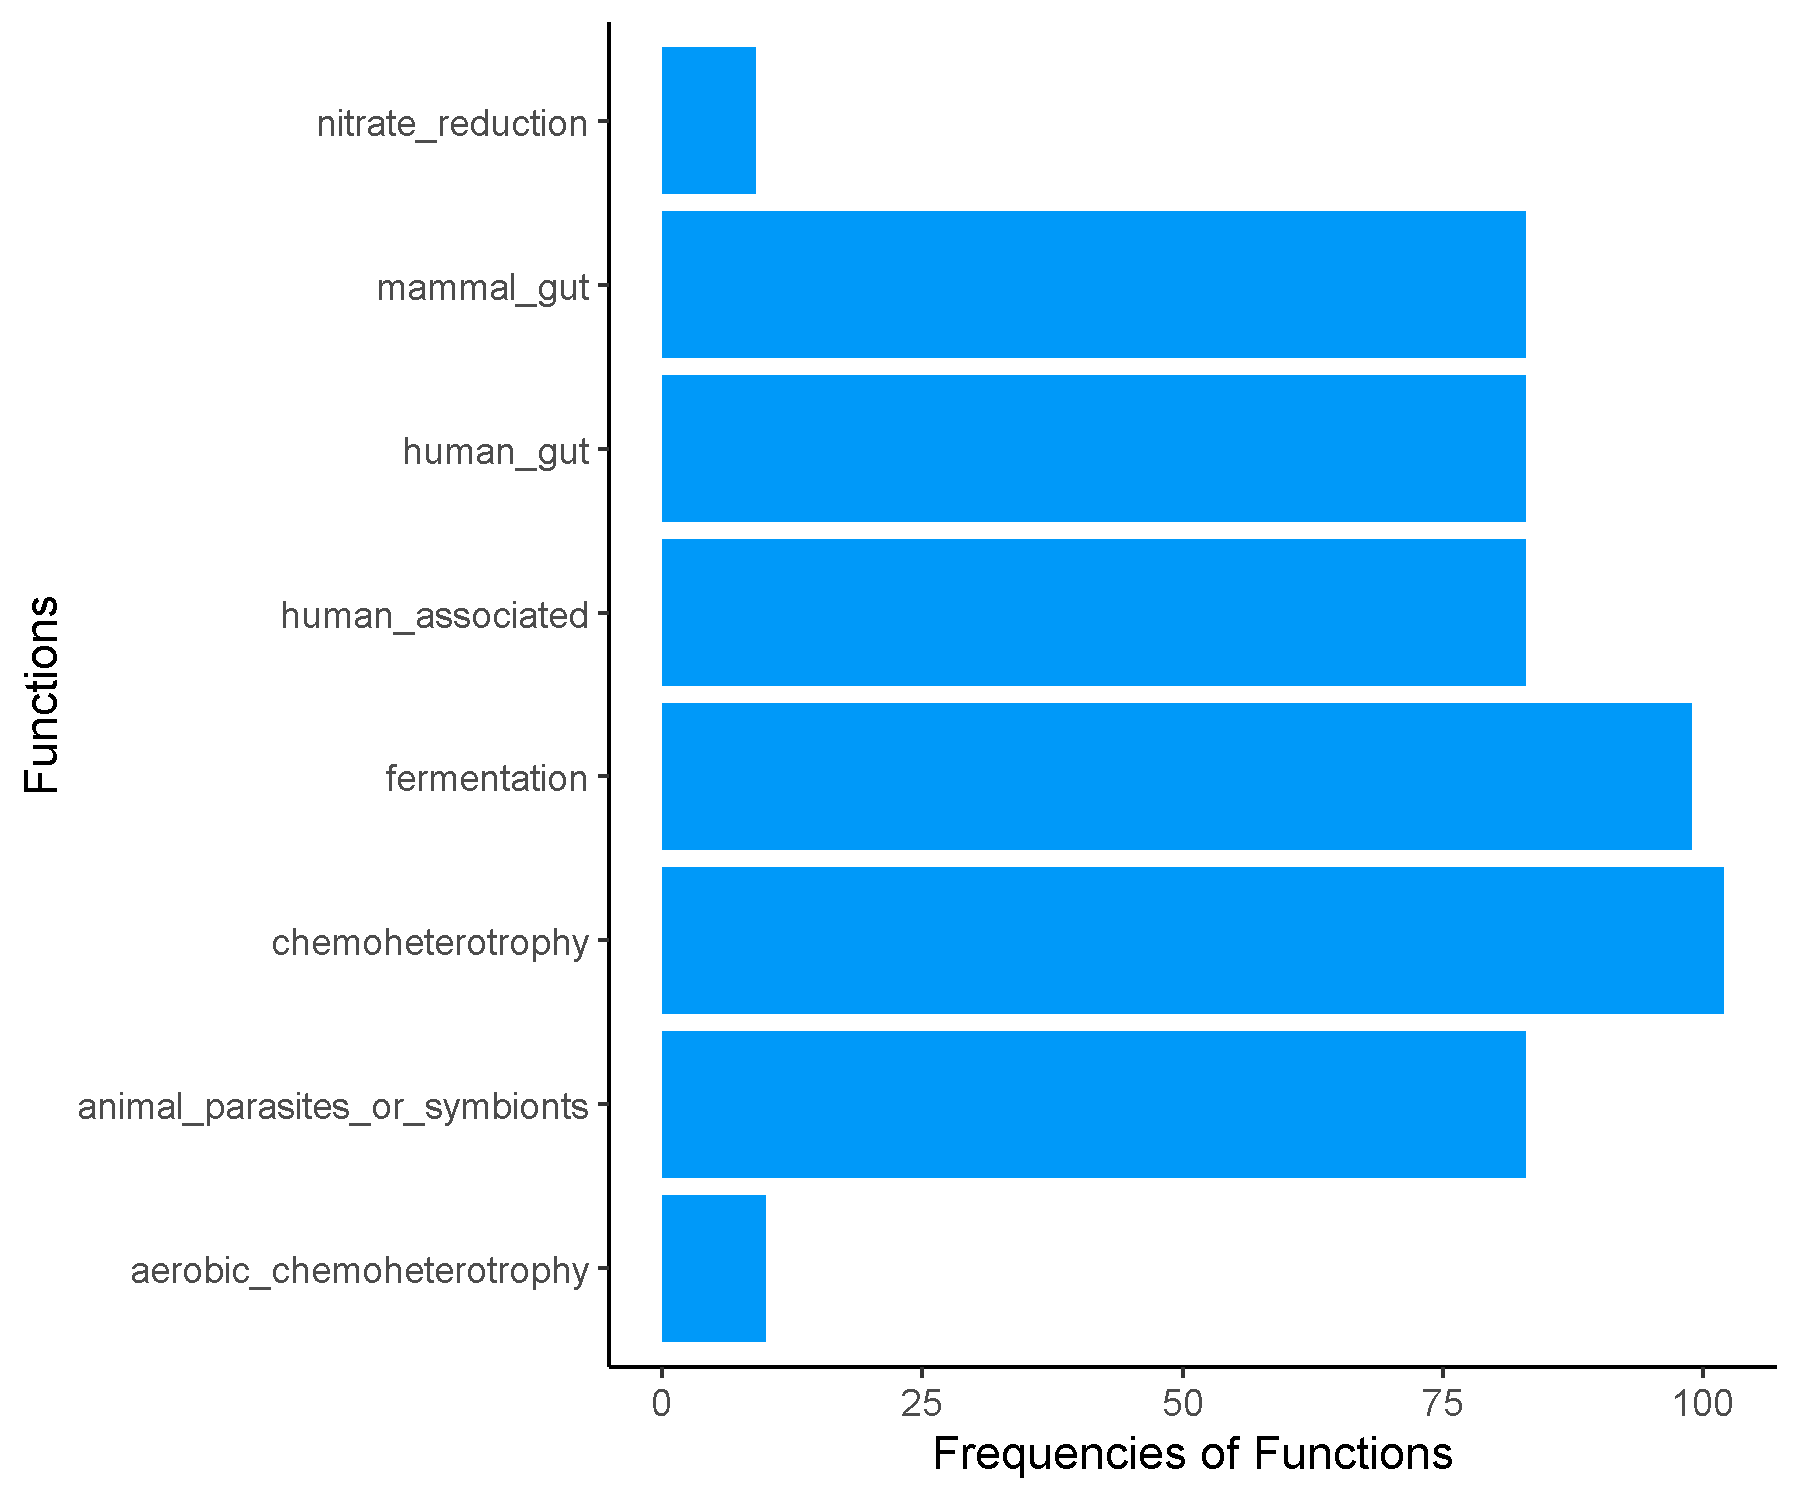 nitrate_reduction
mammal_gut
human_gut
human_associated
fermentation
chemoheterotrophy
animal_parasites_or_symbionts
aerobic_chemoheterotrophy
Functions
0 25 50 75 100
Frequencies of Functions